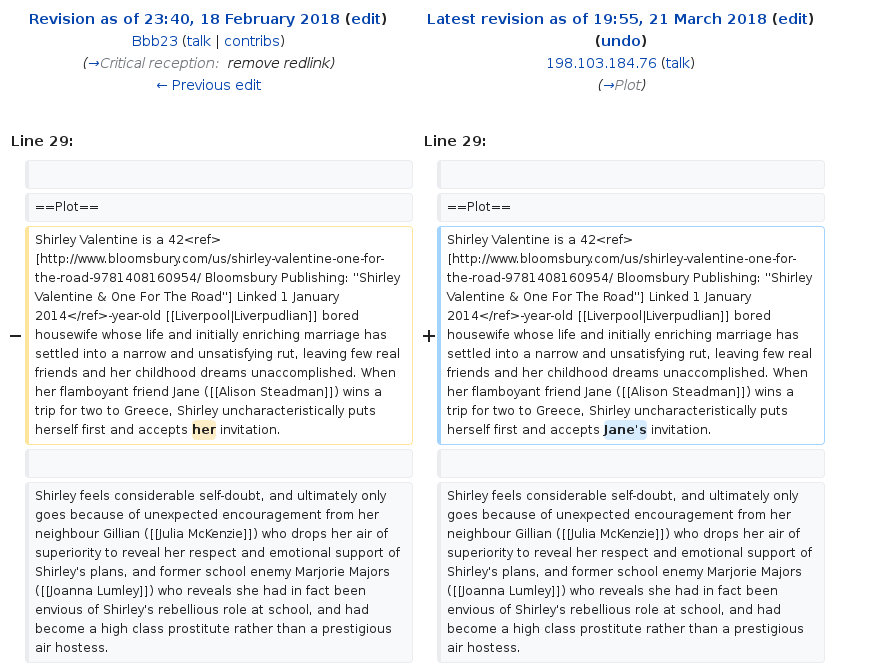 Revision as of 23:40, 18 February 2018 (edit)
Bbb23 (talk | contribs)
(→Critical reception: remove redlink)
← Previous edit
Latest revision as of 19:55, 21 March 2018 (edit)
(undo)
198.103.184.76 (talk)
(→Plot)
Line 29:
Line 29:
==Plot==
==Plot==
− Shirley Valentine is a 42<ref>
[http://www.bloomsbury.com/us/shirley-valentine-one-for-
the-road-9781408160954/ Bloomsbury Publishing: "Shirley
Valentine & One For The Road"] Linked 1 January
2014</ref>-year-old [[Liverpool|Liverpudlian]] bored
housewife whose life and initially enriching marriage has
settled into a narrow and unsatisfying rut, leaving few real
friends and her childhood dreams unaccomplished. When
her flamboyant friend Jane ([[Alison Steadman]]) wins a
trip for two to Greece, Shirley uncharacteristically puts
herself first and accepts her invitation.
+ Shirley Valentine is a 42<ref>
[http://www.bloomsbury.com/us/shirley-valentine-one-for-
the-road-9781408160954/ Bloomsbury Publishing: "Shirley
Valentine & One For The Road"] Linked 1 January
2014</ref>-year-old [[Liverpool|Liverpudlian]] bored
housewife whose life and initially enriching marriage has
settled into a narrow and unsatisfying rut, leaving few real
friends and her childhood dreams unaccomplished. When
her flamboyant friend Jane ([[Alison Steadman]]) wins a
trip for two to Greece, Shirley uncharacteristically puts
herself first and accepts Jane's invitation.
Shirley feels considerable self-doubt, and ultimately only
goes because of unexpected encouragement from her
neighbour Gillian ([[Julia McKenzie]]) who drops her air of
superiority to reveal her respect and emotional support of
Shirley's plans, and former school enemy Marjorie Majors
([[Joanna Lumley]]) who reveals she had in fact been
envious of Shirley's rebellious role at school, and had
become a high class prostitute rather than a prestigious
air hostess.
Shirley feels considerable self-doubt, and ultimately only
goes because of unexpected encouragement from her
neighbour Gillian ([[Julia McKenzie]]) who drops her air of
superiority to reveal her respect and emotional support of
Shirley's plans, and former school enemy Marjorie Majors
([[Joanna Lumley]]) who reveals she had in fact been
envious of Shirley's rebellious role at school, and had
become a high class prostitute rather than a prestigious
air hostess.